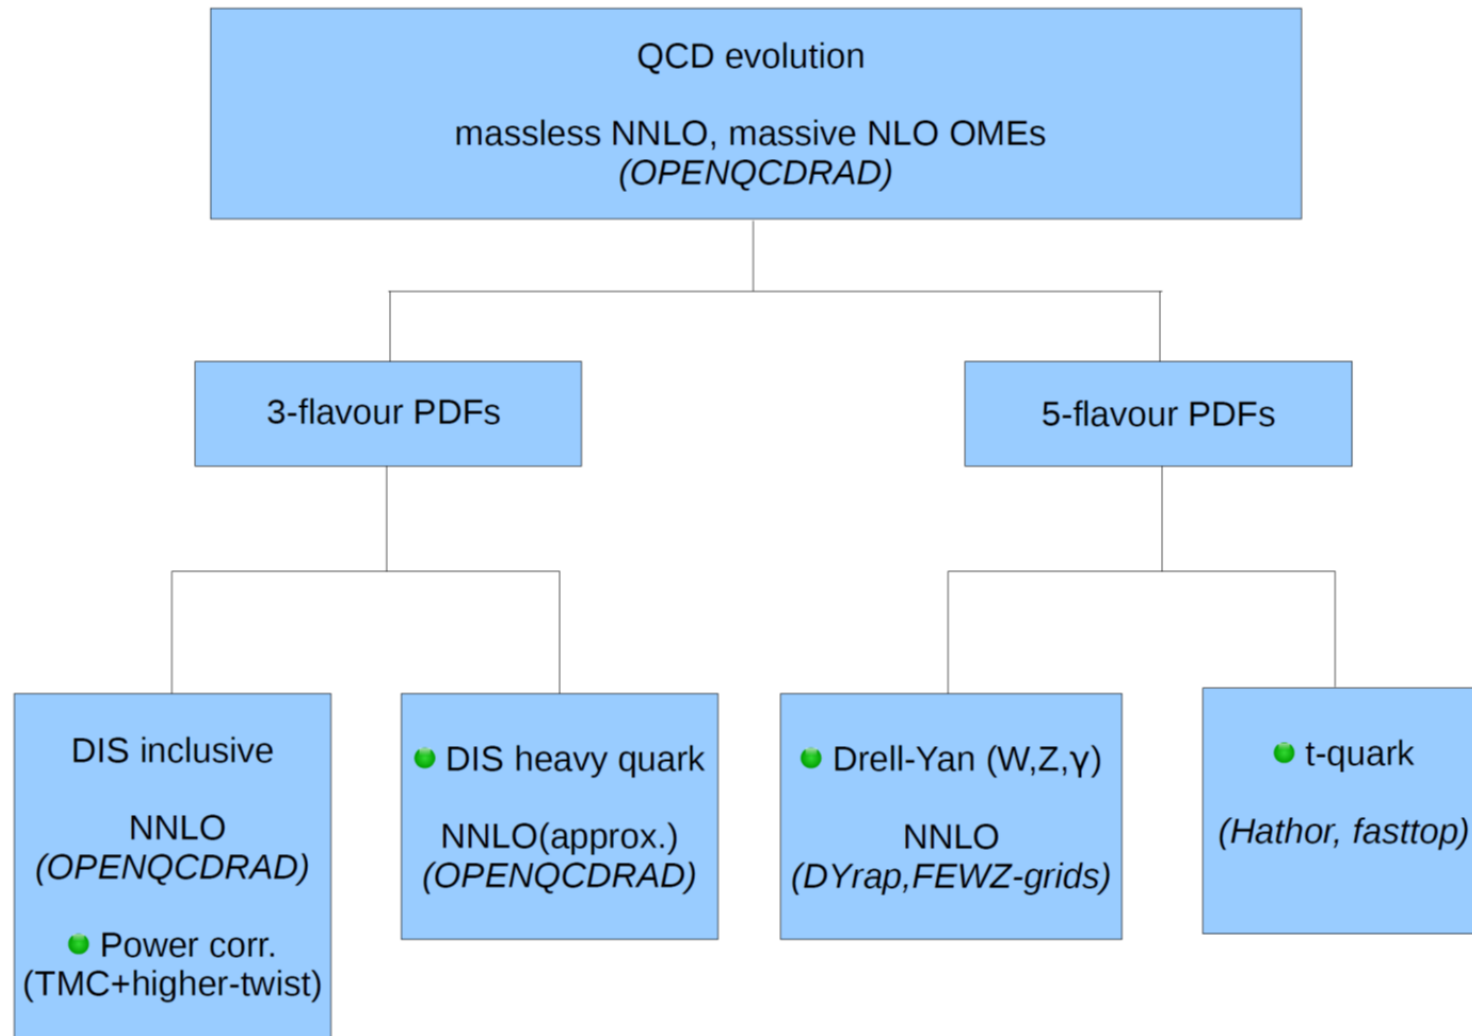 QCD evolution
massless NNLO, massive NLO OMEs
(OPENQCDRAD)
3-flavour PDFs
5-flavour PDFs
DIS inclusive
NNLO
(OPENQCDRAD)
Power corr.
(TMC+higher-twist)
DIS heavy quark
NNLO(approx.)
(OPENQCDRAD)
Drell-Yan (W,Z,γ)
NNLO
(DYrap,FEWZ-grids)
t-quark
(Hathor, fasttop)